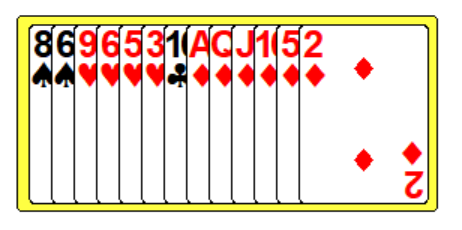 8 6 9 6 5 3 10 A Q J 10 5 2
♠ ♠ ♥ ♥ ♥ ♥ ♣ ♦ ♦ ♦ ♦ ♦ ♦
2